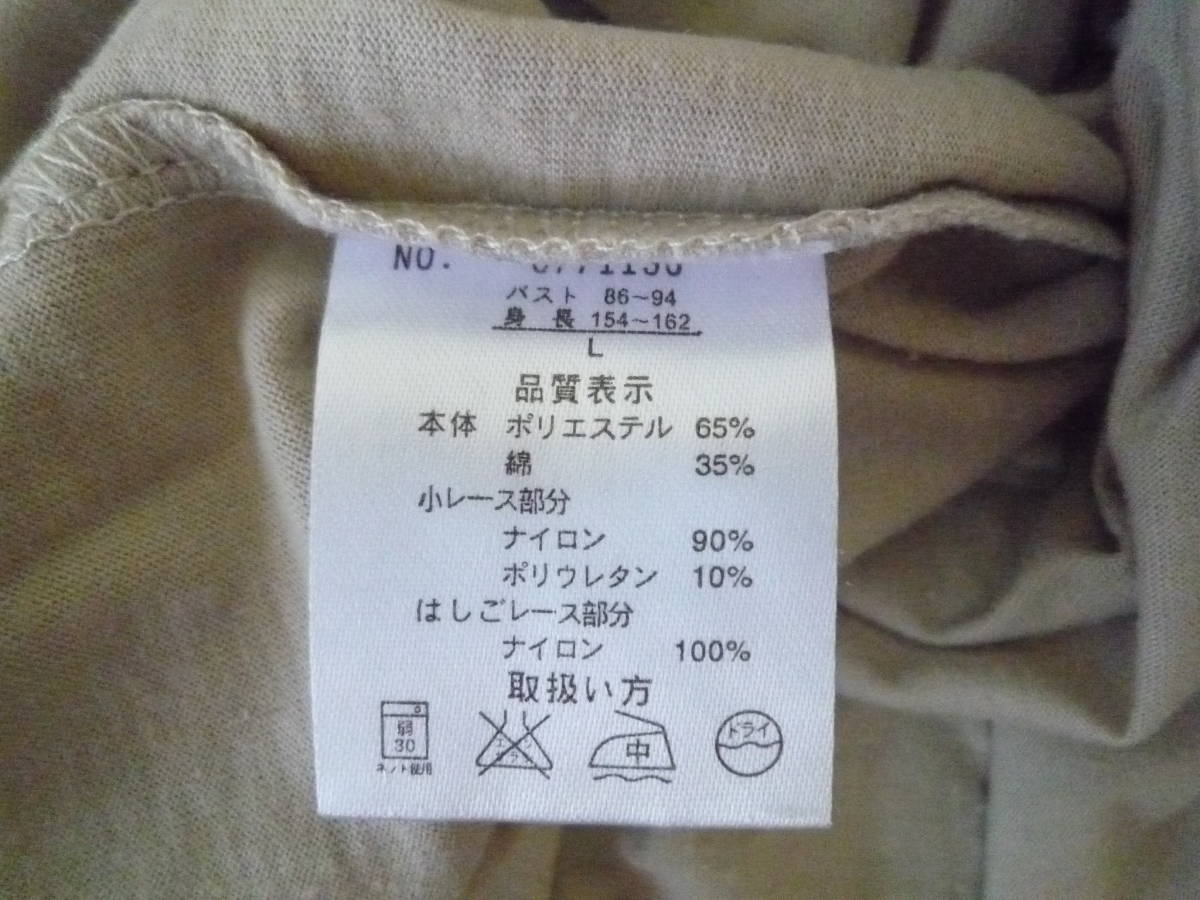 NO.
バスト 86~94
身長 154~162
L
品質表示
本体 ポリエステル 65%
綿 35%
小レース部分
ナイロン 90%
ポリウレタン 10%
はしごレース部分
ナイロン 100%
取扱い方
弱
30
ネット使用
中
ドライ